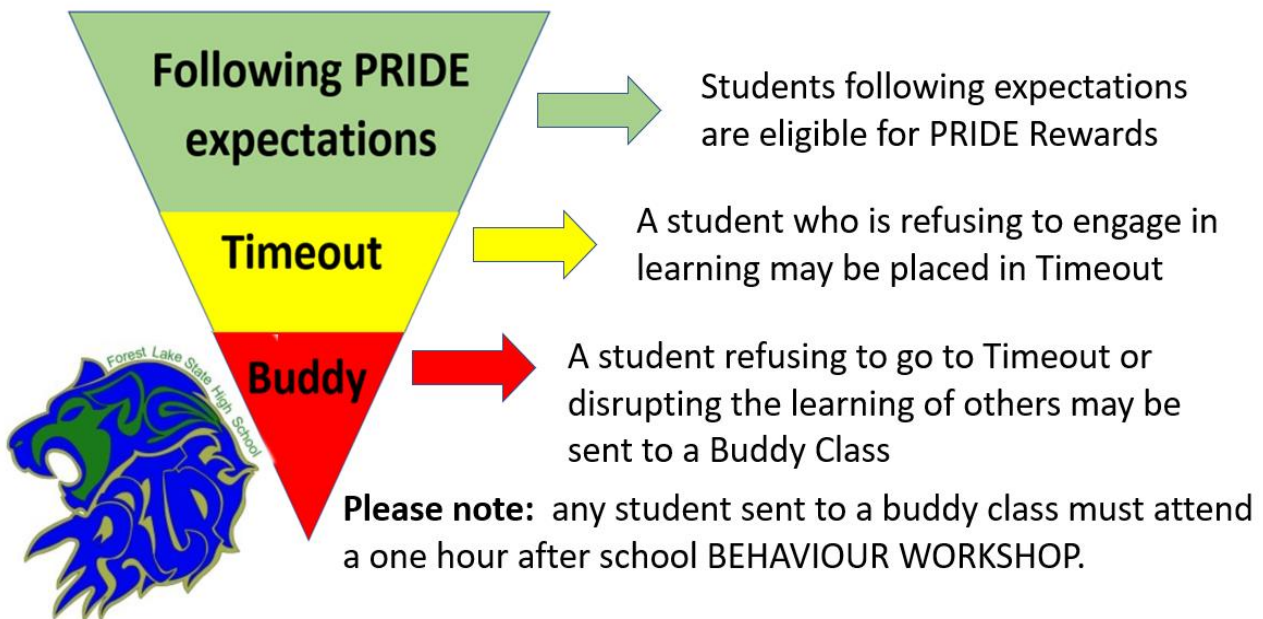 Following PRIDE
expectations
Students following expectations
are eligible for PRIDE Rewards
Timeout
A student who is refusing to engage in
learning may be placed in Timeout
Buddy
A student refusing to go to Timeout or
disrupting the learning of others may be
sent to a Buddy Class
Forest Lake State High School
PRIDE
Please note: any student sent to a buddy class must attend
a one hour after school BEHAVIOUR WORKSHOP.